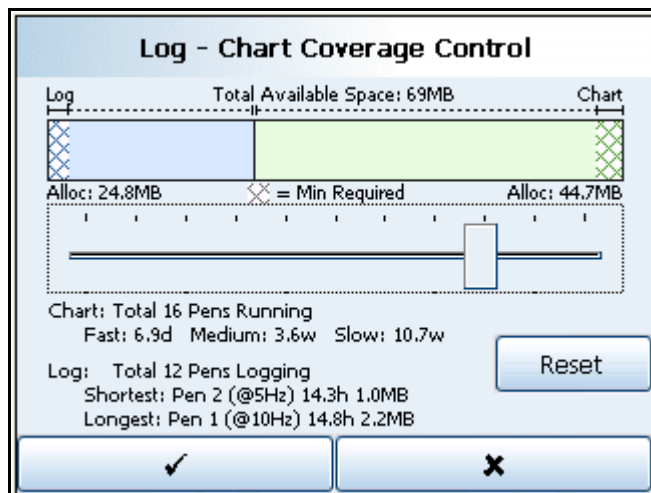 Log - Chart Coverage Control
Log Total Available Space: 69MB Chart
Alloc: 24.8MB = Min Required Alloc: 44.7MB
Chart: Total 16 Pens Running
Fast: 6.9d Medium: 3.6w Slow: 10.7w
Log: Total 12 Pens Logging
Shortest: Pen 2 (@5Hz) 14.3h 1.0MB
Longest: Pen 1 (@10Hz) 14.8h 2.2MB
Reset